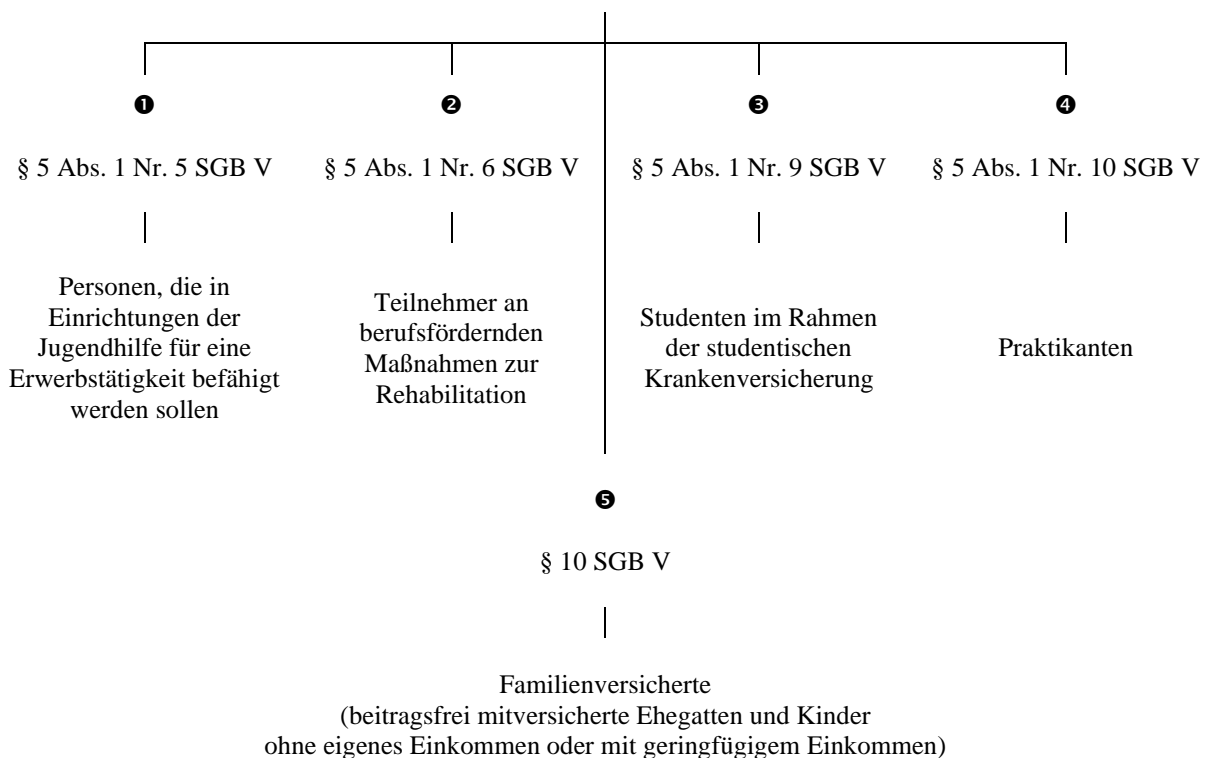 ❶
❷
❸
❹
§ 5 Abs. 1 Nr. 5 SGB V
§ 5 Abs. 1 Nr. 6 SGB V
§ 5 Abs. 1 Nr. 9 SGB V
§ 5 Abs. 1 Nr. 10 SGB V
Personen, die in
Einrichtungen der
Jugendhilfe für eine
Erwerbstätigkeit befähigt
werden sollen
Teilnehmer an
berufsfördernden
Maßnahmen zur
Rehabilitation
Studenten im Rahmen
der studentischen
Krankenversicherung
Praktikanten
❺
§ 10 SGB V
Familienversicherte
(beitragsfrei mitversicherte Ehegatten und Kinder
ohne eigenes Einkommen oder mit geringfügigem Einkommen)